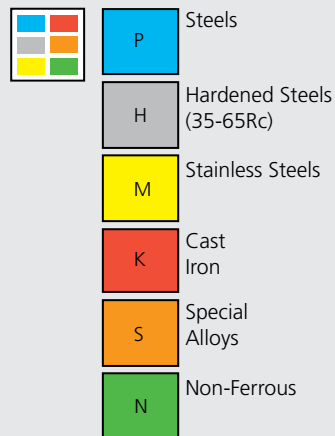 P
Steels
H
Hardened Steels
(35-65Rc)
M
Stainless Steels
K
Cast
Iron
S
Special
Alloys
N
Non-Ferrous